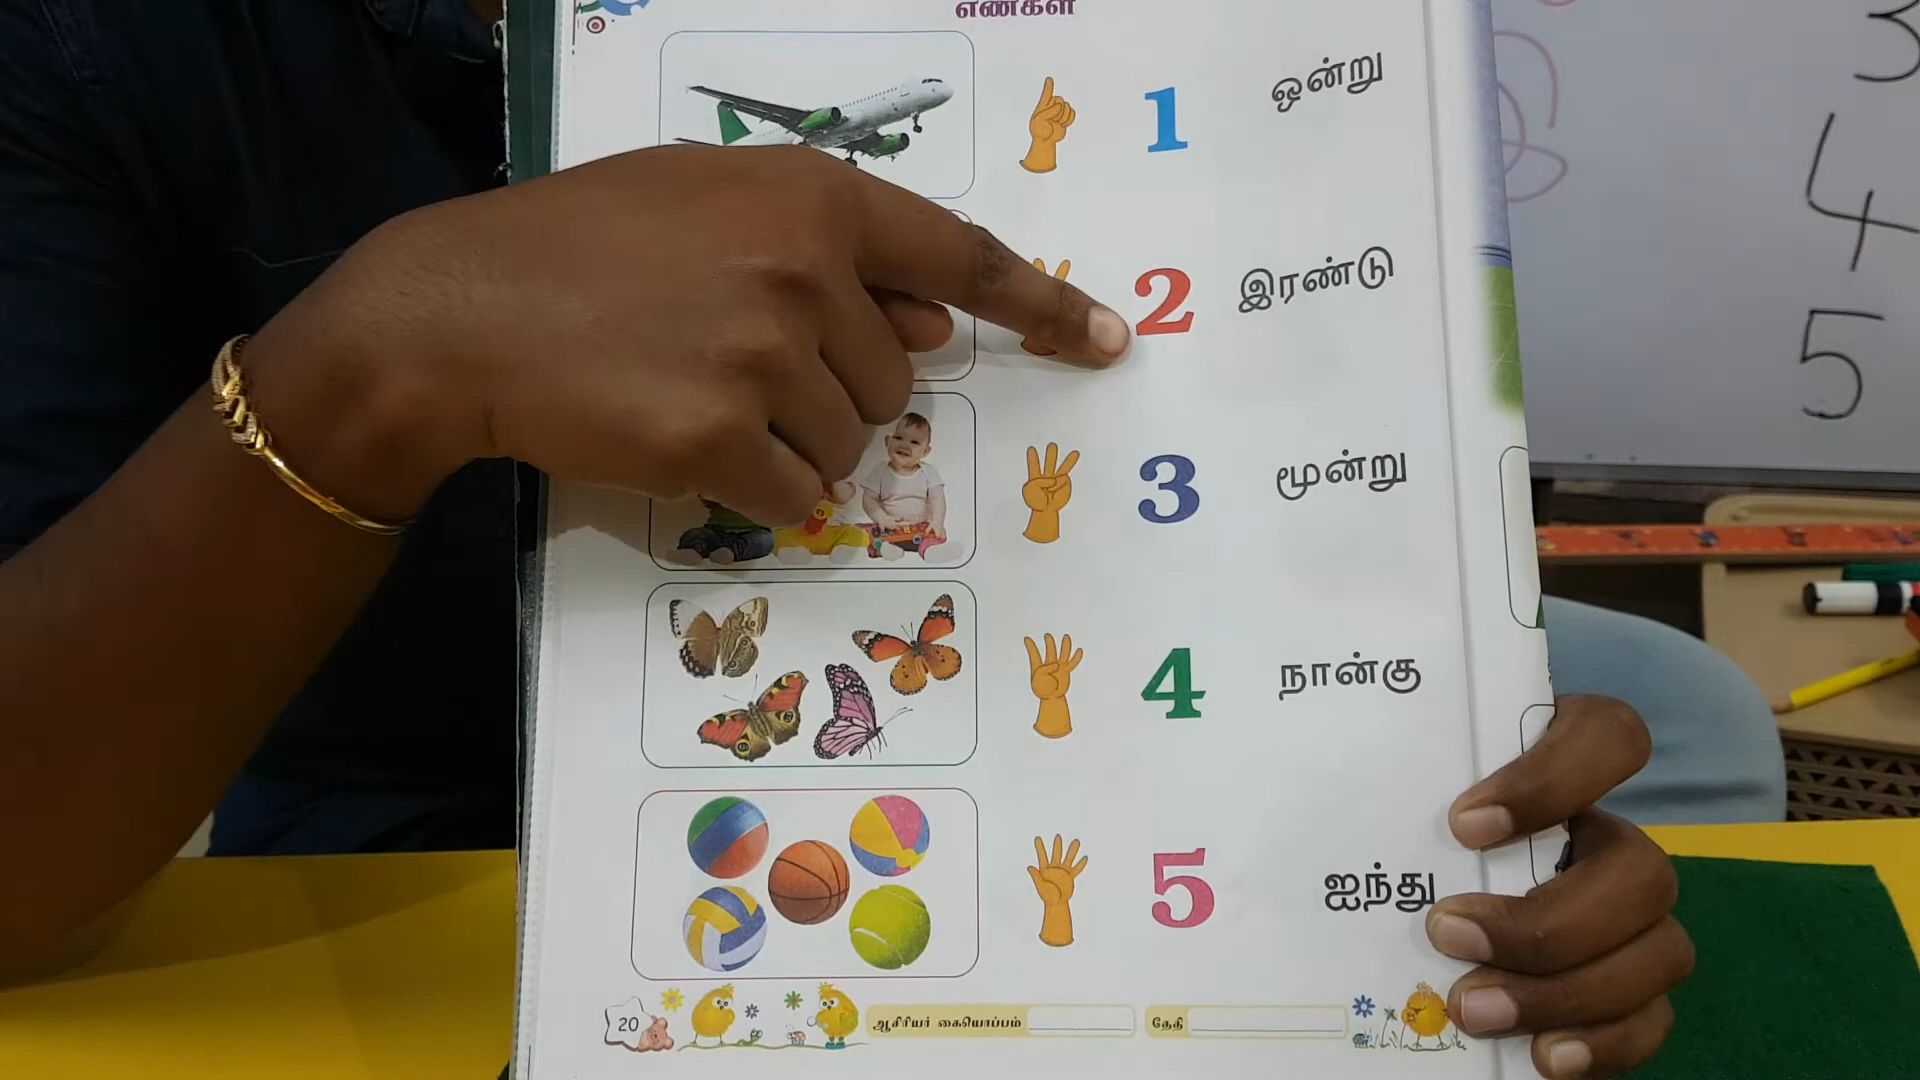 எண்கள்
1 ஒன்று
2 இரண்டு
3 மூன்று
4 நான்கு
5 ஐந்து
20 ஆசிரியர் கையொப்பம் தேதி
3
4
5